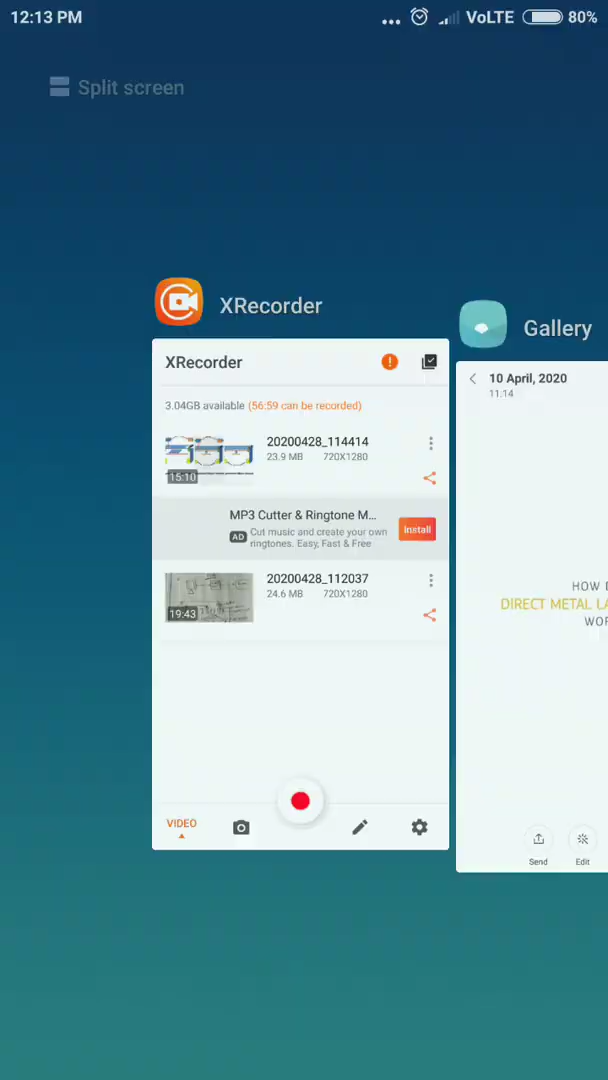 12:13 PM
VoLTE 80%
Split screen
XRecorder
Gallery
XRecorder
3.04GB available (56:59 can be recorded)
20200428_114414
23.9 MB 720X1280
15:10
MP3 Cutter & Ringtone M...
AD Cut music and create your own
ringtones. Easy, Fast & Free
Install
20200428_112037
24.6 MB 720X1280
19:43
VIDEO
10 April, 2020
11:14
HOW
DIRECT METAL
Send
Edit